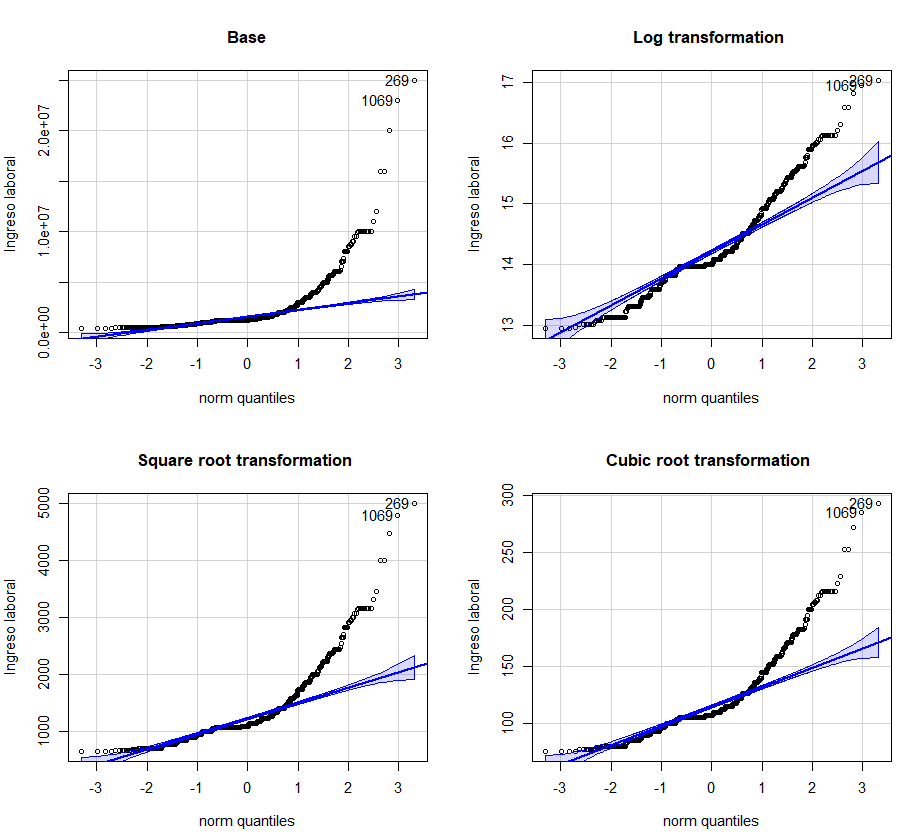 Base
Ingreso laboral
0.0e+00
1.0e+07
2.0e+07
269
1069
-3 -2 -1 0 1 2 3
norm quantiles
Log transformation
Ingreso laboral
13
14
15
16
17
1069 269
-3 -2 -1 0 1 2 3
norm quantiles
Square root transformation
Ingreso laboral
1000
2000
3000
4000
5000
269
1069
-3 -2 -1 0 1 2 3
norm quantiles
Cubic root transformation
Ingreso laboral
100
150
200
250
300
269
1069
-3 -2 -1 0 1 2 3
norm quantiles